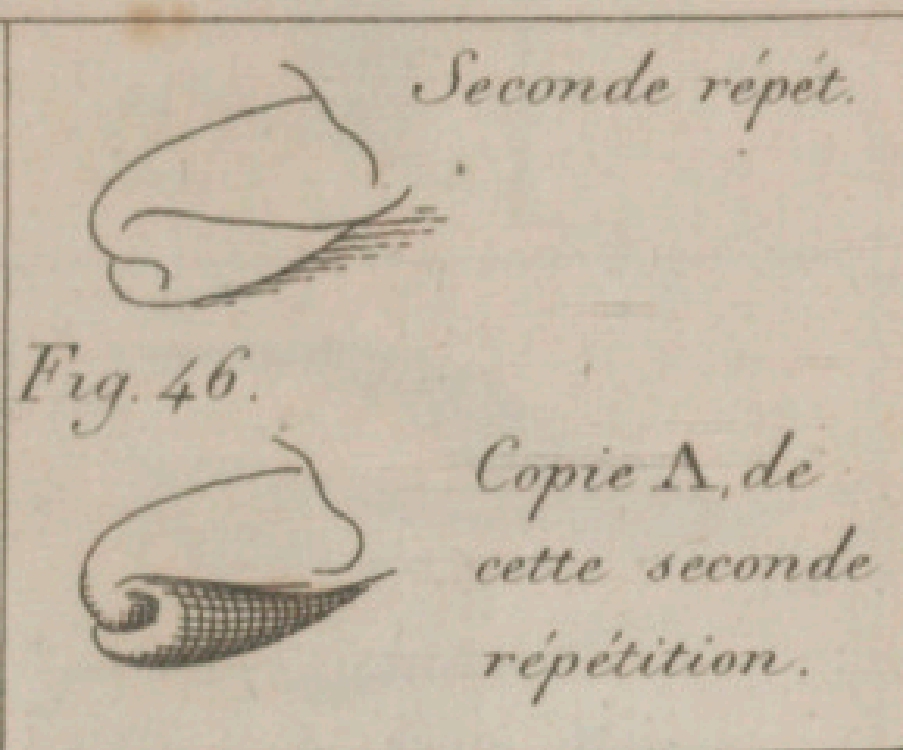 Seconde répét.
Fig. 46.
Copie A, de
cette seconde
répétition.